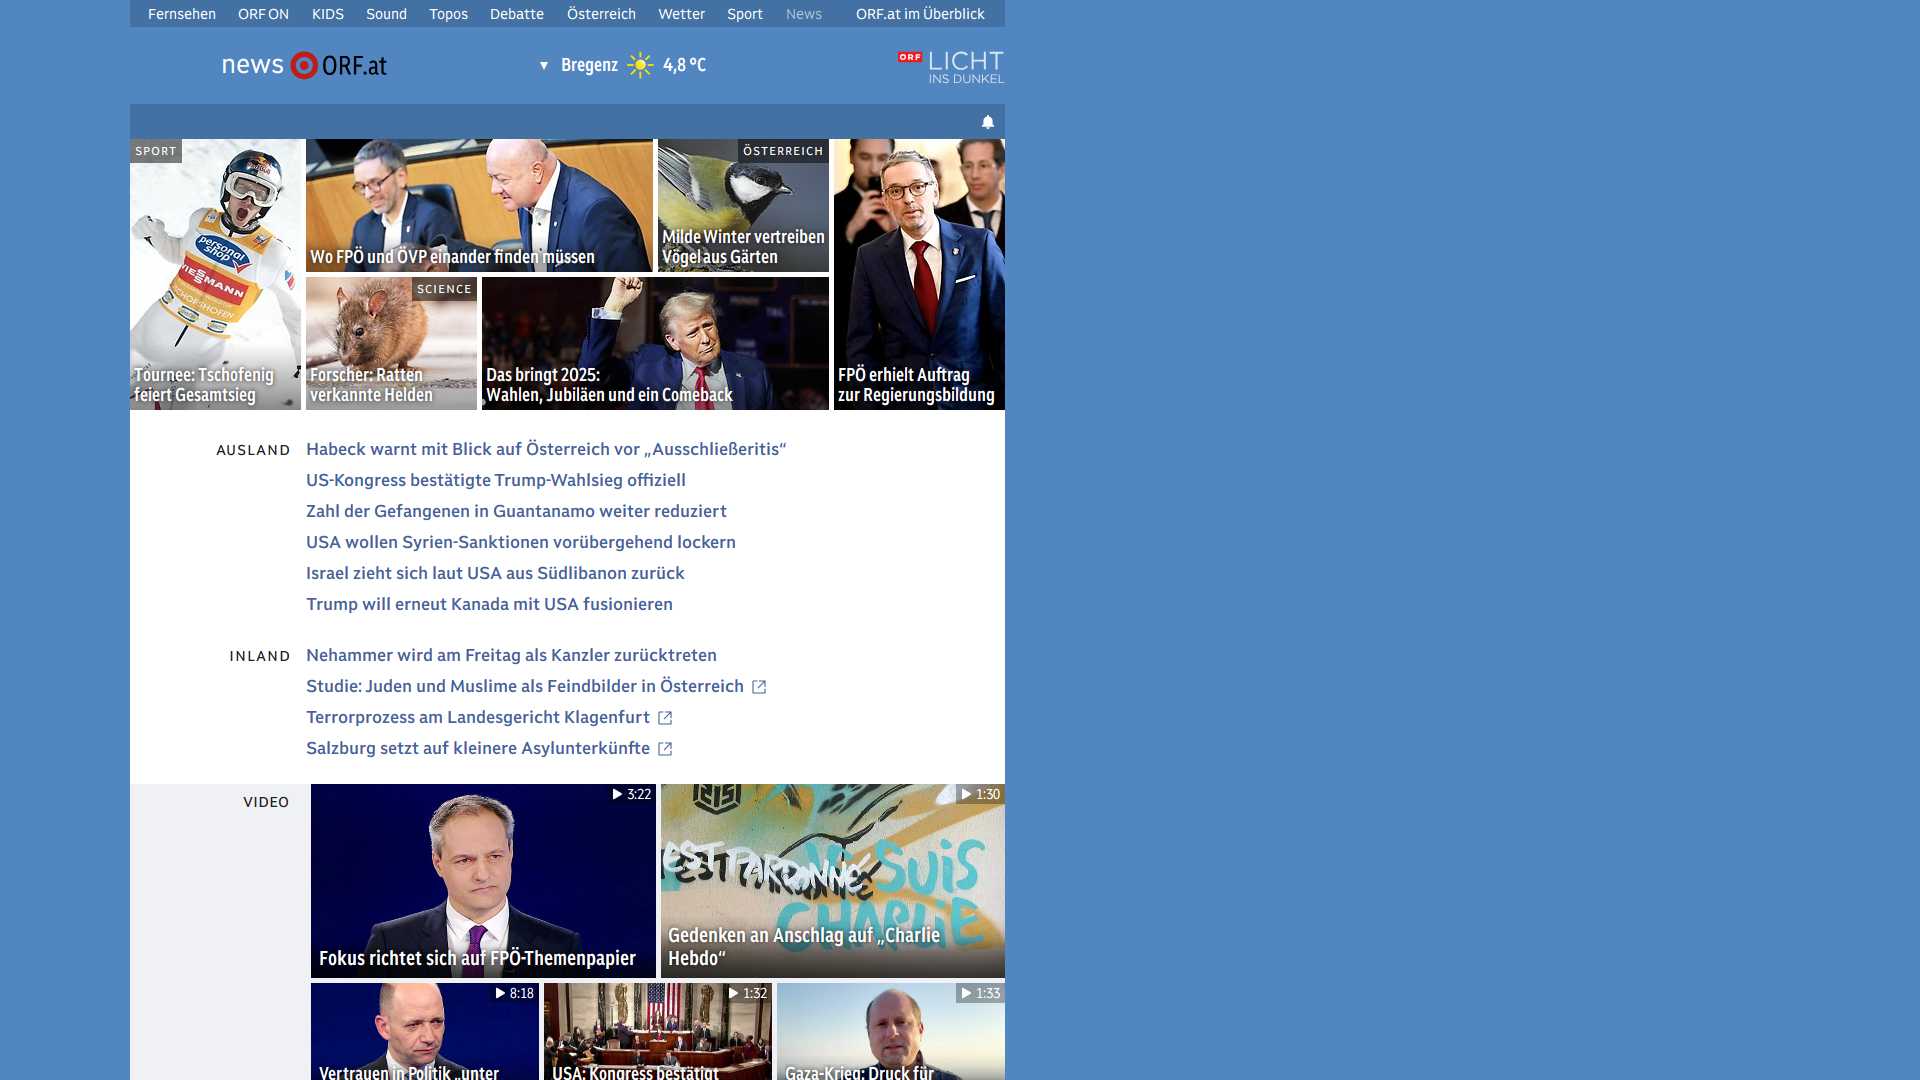 Fernsehen ORF ON KIDS Sound Topos Debatte Österreich Wetter Sport News ORF.at im Überblick
news ORF.at
Bregenz 4,8 °C
ORF LICHT
INS DUNKEL
SPORT
personal
shop
VIESSMANN
BISCHOFSHOFEN
Tournee: Tschofenig
feiert Gesamtsieg
Wo FPÖ und ÖVP einander finden müssen
ÖSTERREICH
Milde Winter vertreiben
Vögel aus Gärten
SCIENCE
Forscher: Ratten
verkannte Helden
Das bringt 2025:
Wahlen, Jubiläen und ein Comeback
FPÖ erhielt Auftrag
zur Regierungsbildung
AUSLAND
Habeck warnt mit Blick auf Österreich vor „Ausschließeritis“
US-Kongress bestätigte Trump-Wahlsieg offiziell
Zahl der Gefangenen in Guantanamo weiter reduziert
USA wollen Syrien-Sanktionen vorübergehend lockern
Israel zieht sich laut USA aus Südlibanon zurück
Trump will erneut Kanada mit USA fusionieren
INLAND
Nehammer wird am Freitag als Kanzler zurücktreten
Studie: Juden und Muslime als Feindbilder in Österreich
Terrorprozess am Landesgericht Klagenfurt
Salzburg setzt auf kleinere Asylunterkünfte
VIDEO
3:22
Fokus richtet sich auf FPÖ-Themenpapier
1:30
EST PARDONNÉ
SUiS
CHARLIE
Gedenken an Anschlag auf „Charlie
Hebdo“
8:18
Vertrauen in Politik „unter
1:32
USA: Kongress bestätigt
1:33
Gaza-Krieg: Druck für